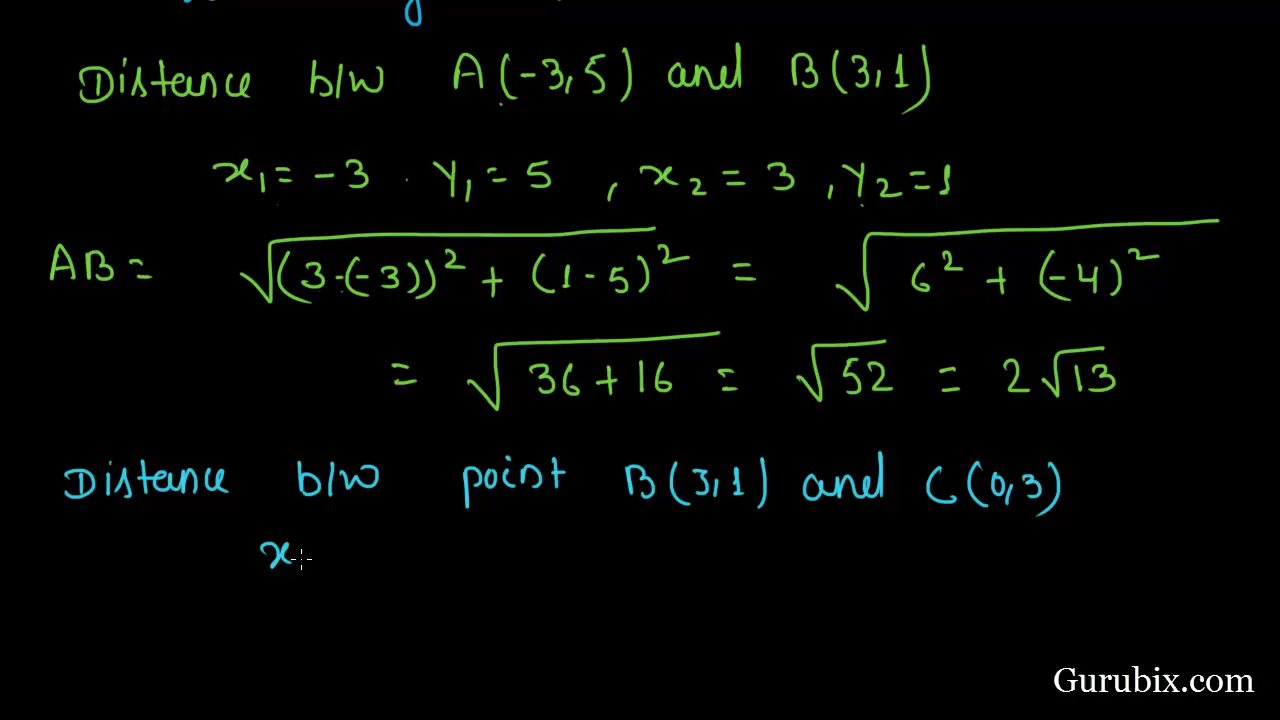 Distance b/w A(-3,5) and B(3,1)
x₁ = -3 . y₁ = 5 , x₂ = 3 , y₂ = 1
AB = √((3-(-3))² + (1-5)²) = √(6² + (-4)²)
= √(36+16) = √52 = 2√13
Distance b/w point B(3,1) and C(0,3)
x
Gurubix.com